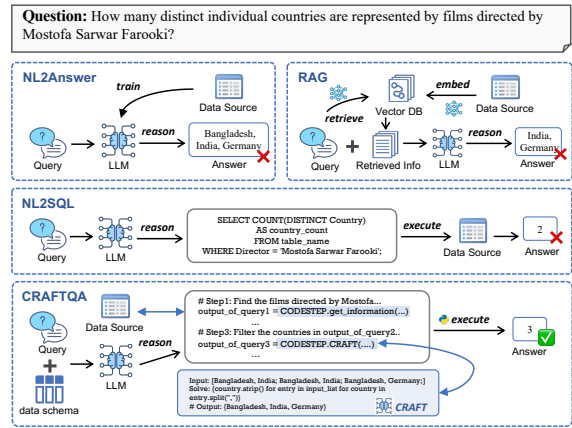 Question: How many distinct individual countries are represented by films directed by
Mostofa Sarwar Farooki?
NL2Answer
train
Data Source
?
reason
Bangladesh,
India, Germany
Query
LLM
Answer
RAG
embed
Vector DB
Data Source
retrieve
?
reason
India,
Germany
Query
Retrieved Info
LLM
Answer
NL2SQL
?
reason
SELECT COUNT(DISTINCT Country)
AS country_count
FROM table_name
WHERE Director = 'Mostofa Sarwar Farooki';
execute
2
Query
LLM
Data Source
Answer
CRAFTQA
?
Data Source
Query
reason
# Step1: Find the films directed by Mostofa...
output_of_query1 = CODESTEP.get_information(...)
...
# Step3: Filter the countries in output_of_query2..
output_of_query3 = CODESTEP.CRAFT(....)
...
execute
3
Answer
data schema
LLM
Input: [Bangladesh, India; Bangladesh, India; Bangladesh, Germany;]
Solve: {country.strip() for entry in input_list for country in
entry.split(",")}
# Output: {Bangladesh, India, Germany}
CRAFT